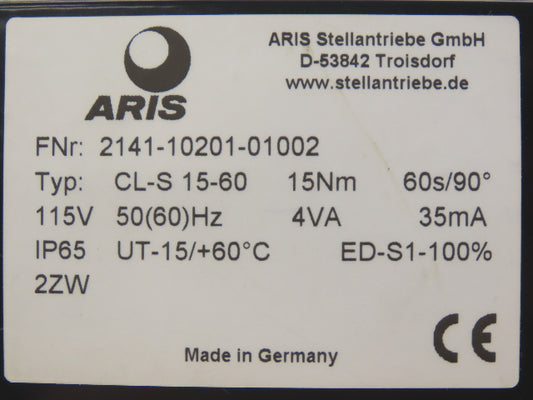 ARIS Stellantriebe GmbH
D-53842 Troisdorf
www.stellantriebe.de
ARIS
FNr: 2141-10201-01002
Typ: CL-S 15-60 15Nm 60s/90°
115V 50(60)Hz 4VA 35mA
IP65 UT-15/+60°C ED-S1-100%
2ZW
Made in Germany
CE